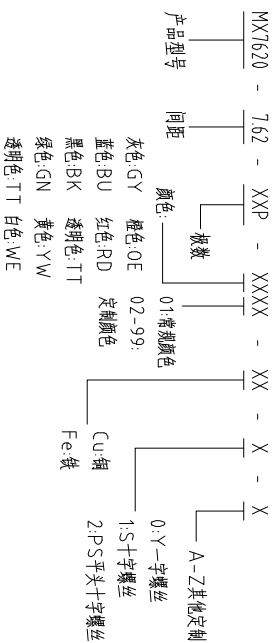 MX7620 - 7.62 - XXP - XXXXX - XX - X - X
产品型号
间距
极数
颜色:
灰色:GY 橙色:OE
蓝色:BU 红色:RD
黑色:BK 透明色:TT
绿色:GN 黄色:YW
透明色:TT 白色:WE
01:常规颜色
02-99:
定制颜色
Cu:铜
Fe:铁
0:Y一字螺丝
1:S十字螺丝
2:PS平头十字螺丝
A-Z其他定制